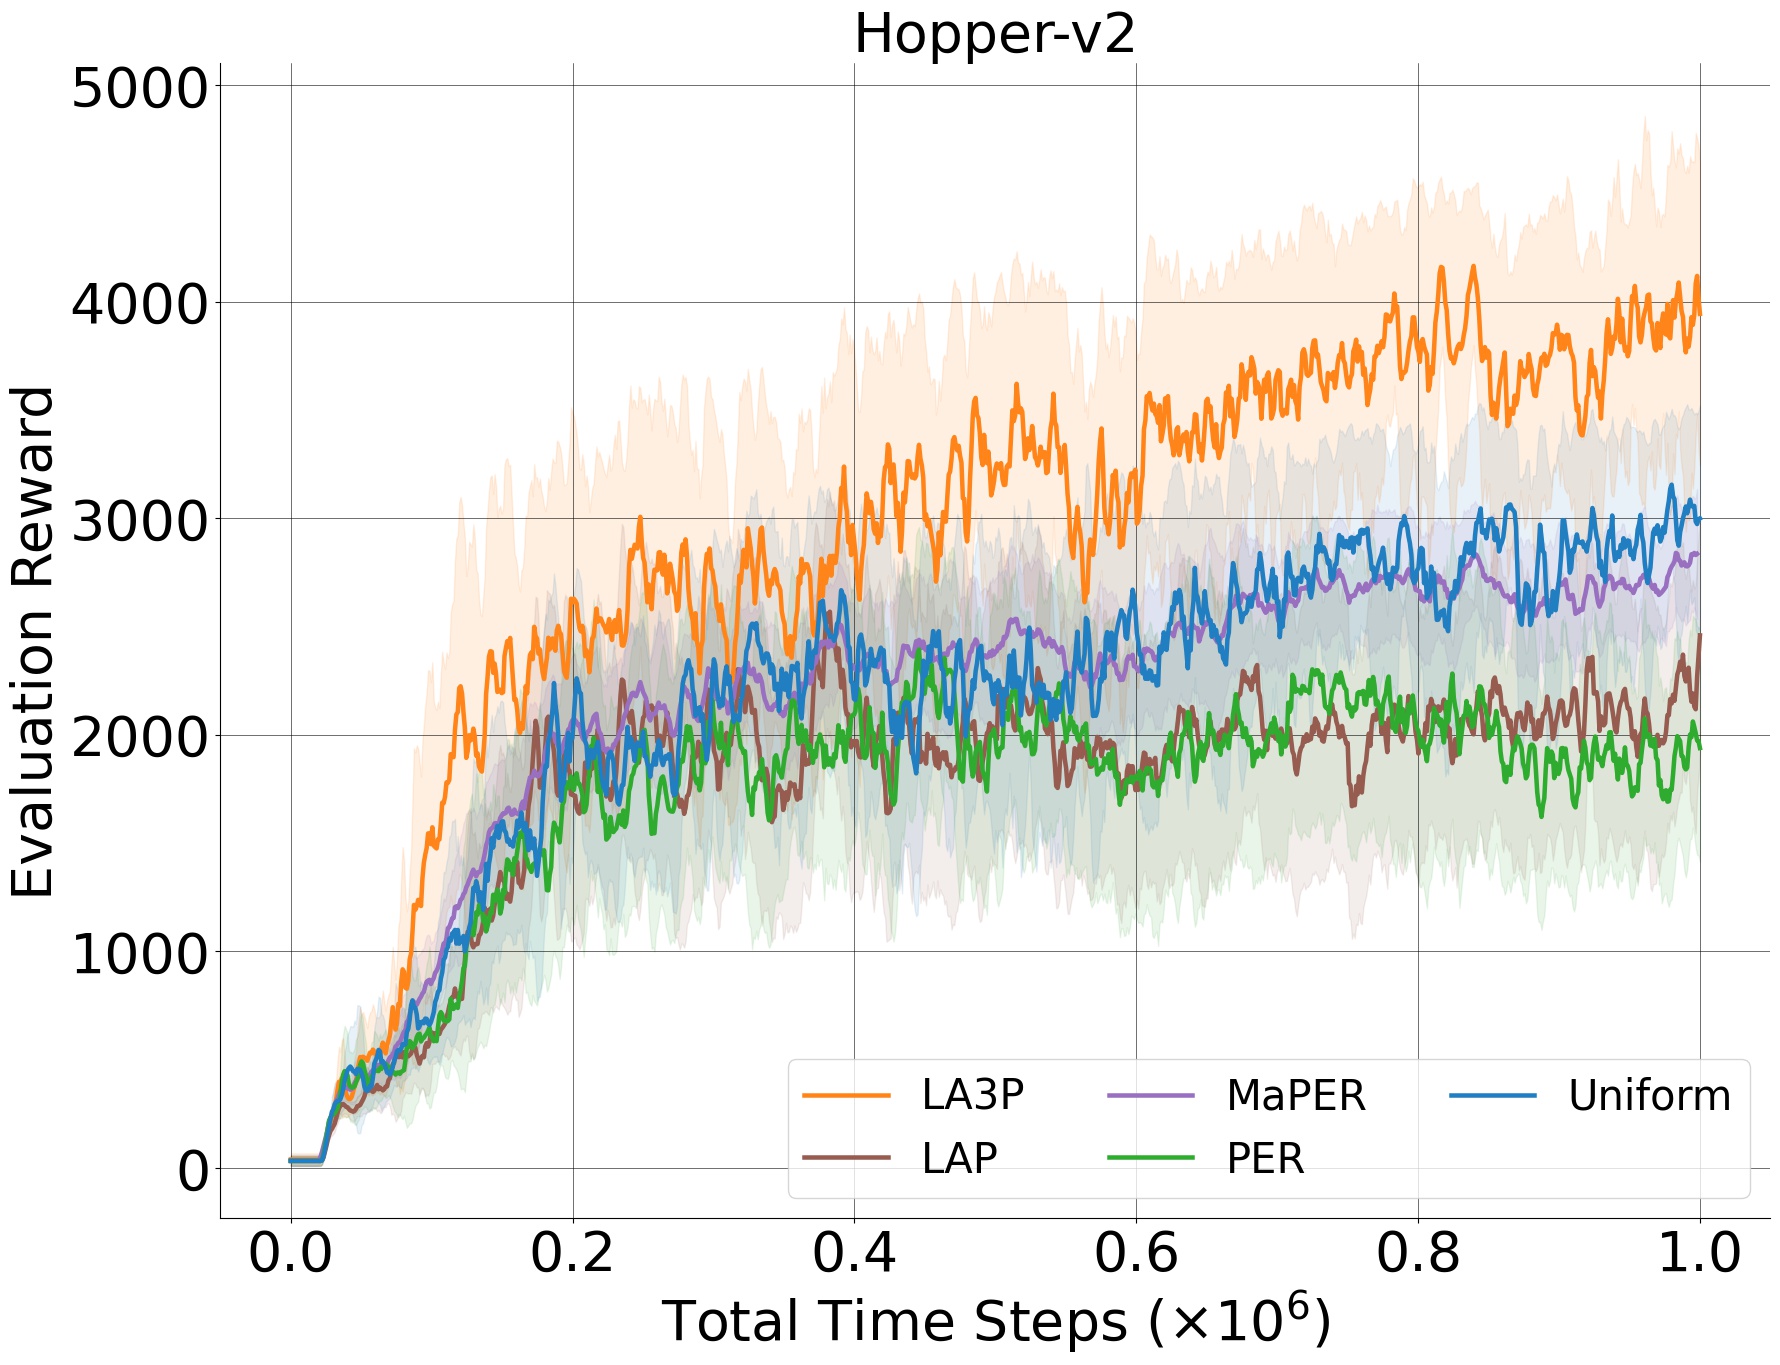 Hopper-v2
Evaluation Reward
5000
4000
3000
2000
1000
0
LA3P
MaPER
Uniform
LAP
PER
0.0
0.2
0.4
0.6
0.8
1.0
Total Time Steps (×10⁶)